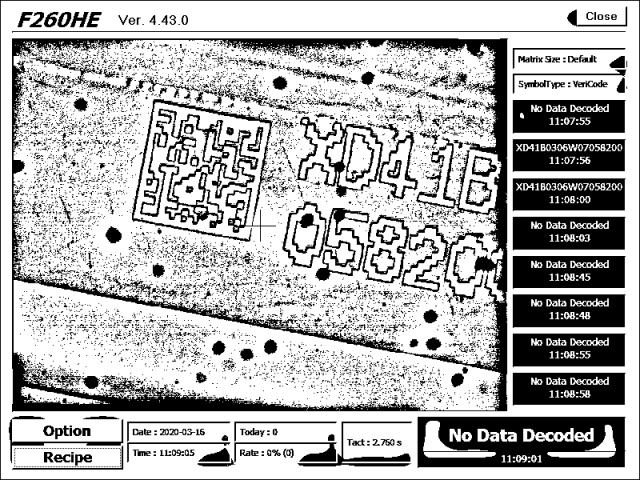 F260HE Ver. 4.43.0
Close
XD41B
05820
Matrix Size : Default
SymbolType : VeriCode
No Data Decoded
11:07:55
XD41B0306W07058200
11:07:56
XD41B0306W07058200
11:08:00
No Data Decoded
11:08:03
No Data Decoded
11:08:45
No Data Decoded
11:08:48
No Data Decoded
11:08:55
No Data Decoded
11:08:58
Option
Recipe
Date : 2020-03-16
Time : 11:09:05
Today : 0
Rate : 0% (0)
Tact : 2.760 s
No Data Decoded
11:09:01